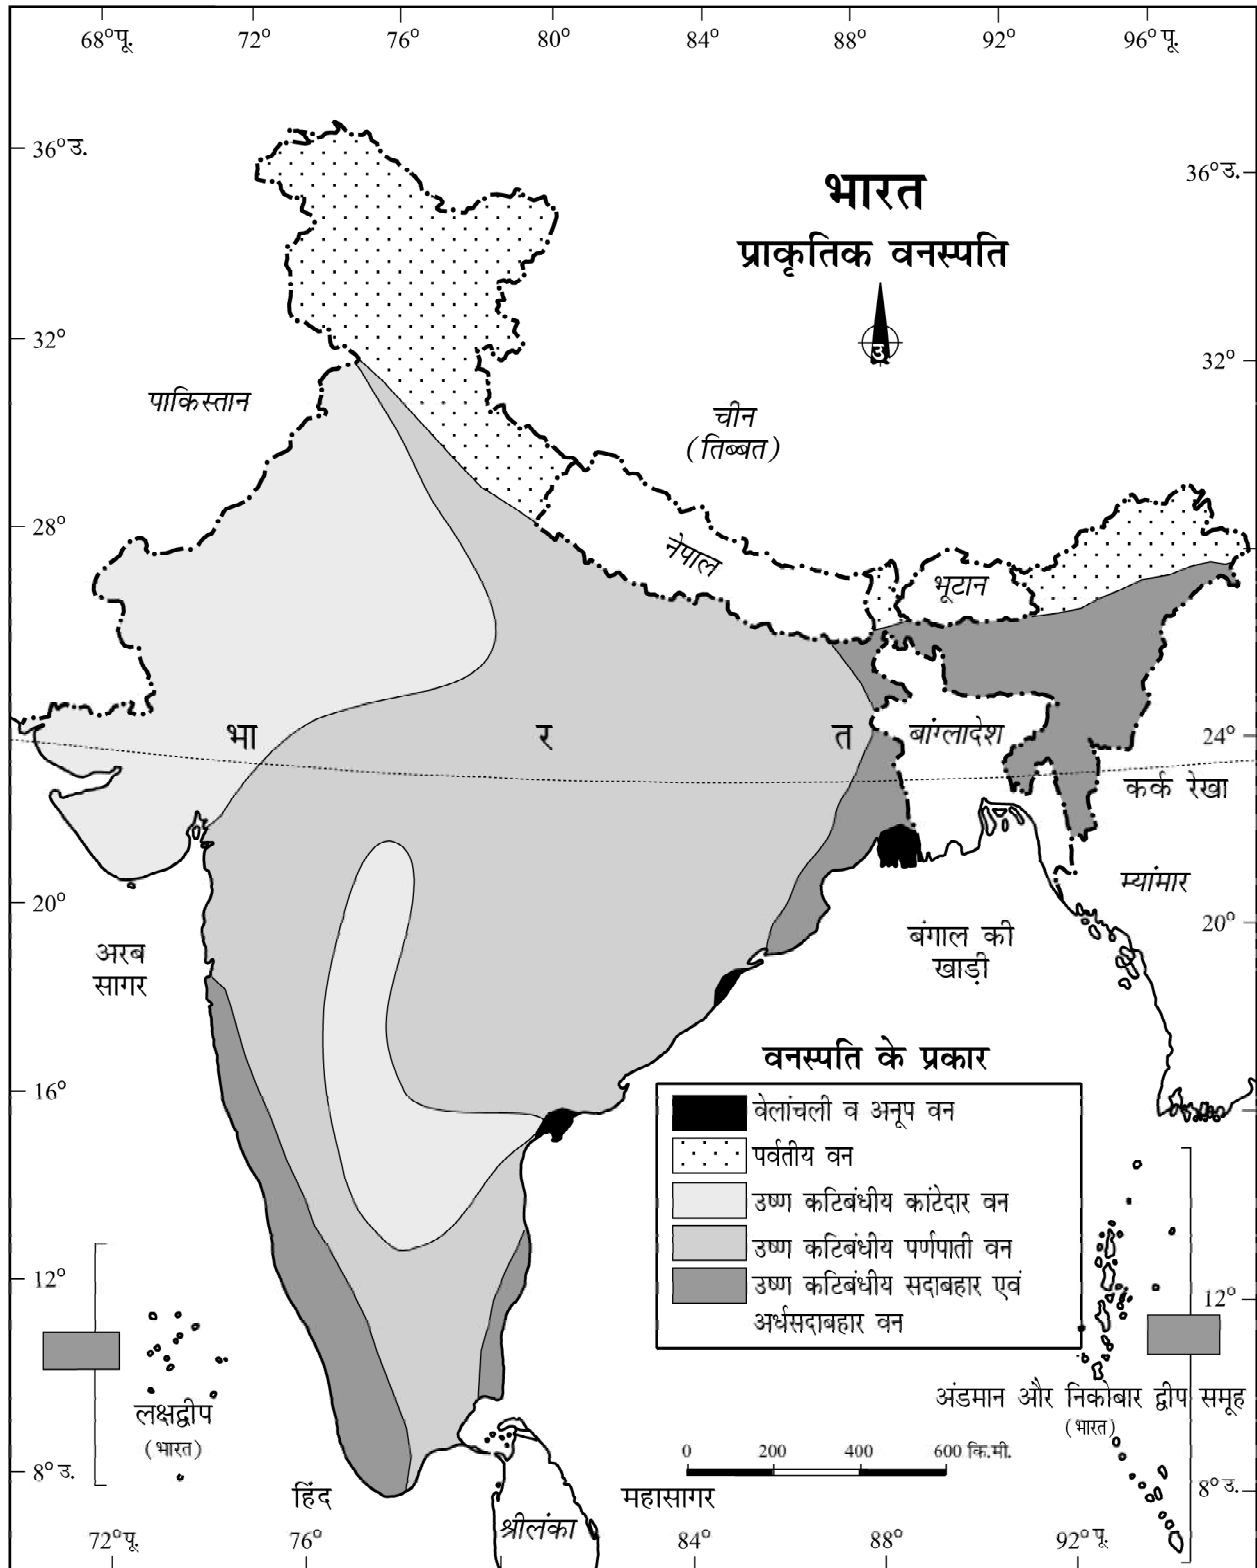 68°पू. 72° 76° 80° 84° 88° 92° 96°पू.
36°उ.
36°उ.
भारत
प्राकृतिक वनस्पति
उ
32°
32°
पाकिस्तान
चीन
(तिब्बत)
28°
नेपाल
भूटान
भा र त
बांग्लादेश
24°
कर्क रेखा
म्यांमार
20°
20°
अरब
सागर
बंगाल की
खाड़ी
वनस्पति के प्रकार
16°
वेलांचली व अनूप वन
पर्वतीय वन
उष्ण कटिबंधीय कांटेदार वन
उष्ण कटिबंधीय पर्णपाती वन
उष्ण कटिबंधीय सदाबहार एवं
अर्धसदाबहार वन
12°
12°
लक्षद्वीप
(भारत)
अंडमान और निकोबार द्वीप समूह
(भारत)
0 200 400 600 कि.मी.
8°उ.
8°उ.
हिंद महासागर
श्रीलंका
72°पू. 76° 84° 88° 92°पू.